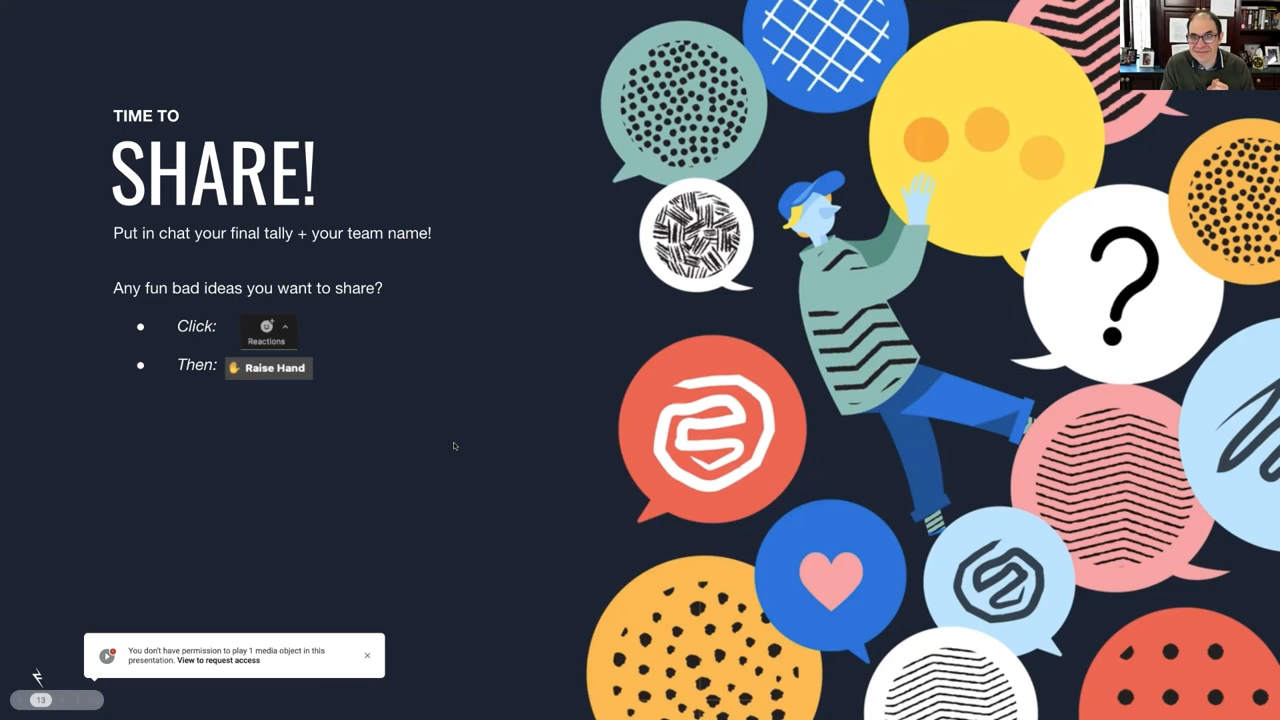 TIME TO
SHARE!
Put in chat your final tally + your team name!
Any fun bad ideas you want to share?
● Click: Reactions
● Then: Raise Hand
?
You don't have permission to play 1 media object in this
presentation. View to request access
13